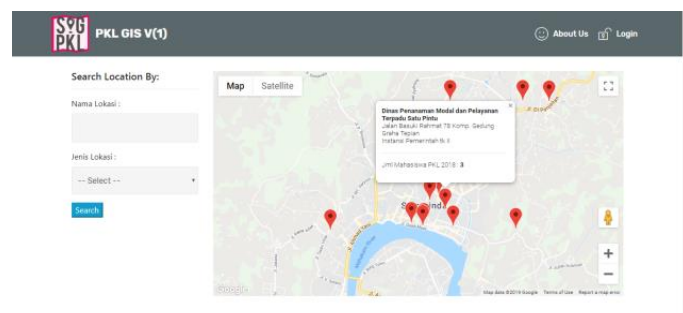 SYG
PKL
PKL GIS V(1)
About Us
Login
Search Location By:
Nama Lokasi :
Jenis Lokasi :
-- Select --
Search
Map
Satellite
Dinas Penanaman Modal dan Pelayanan
Terpadu Satu Pintu
Jalan Basuki Rahmat 78 Komp. Gedung
Graha Tepian
Instansi Pemerintah tk II
Jml Mahasiswa PKL 2018 : 3
Google
Map data ©2019 Google
Terms of Use
Report a map error